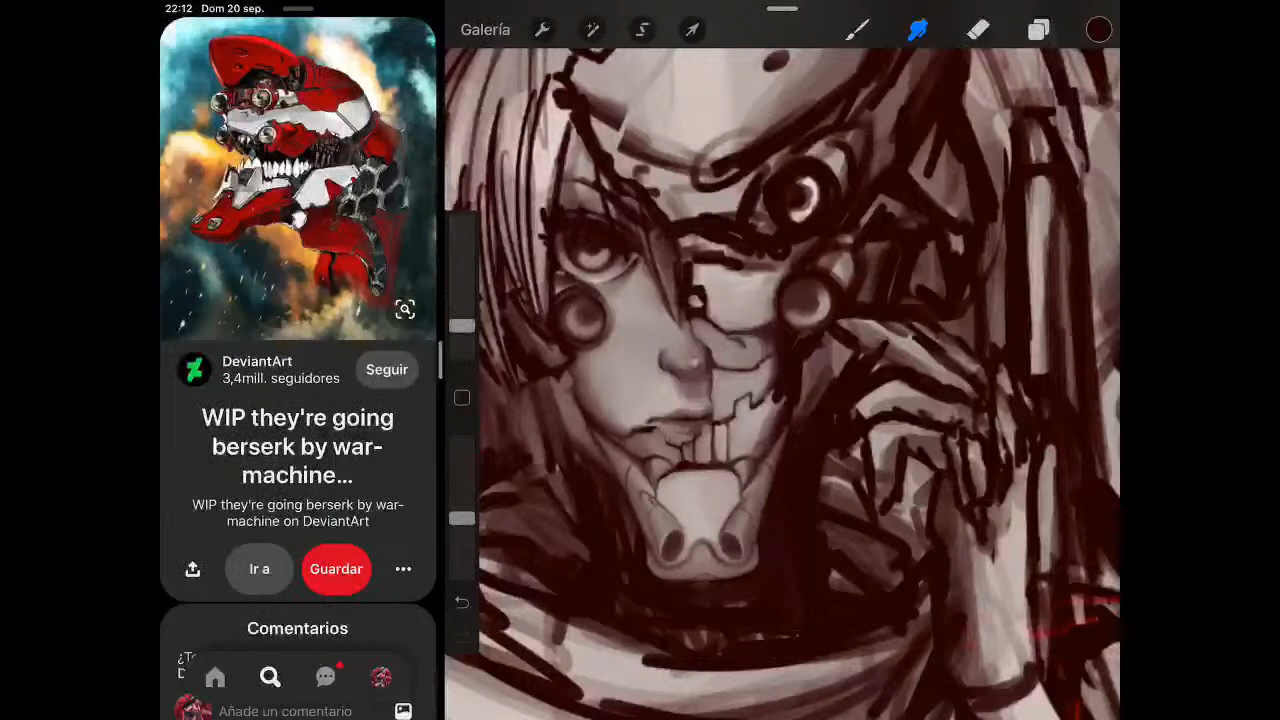 22:12 Dom 20 sep.
Galería
DeviantArt
3,4mill. seguidores
Seguir
WIP they're going
berserk by war-
machine...
WIP they're going berserk by war-
machine on DeviantArt
Ir a
Guardar
Comentarios
Añade un comentario